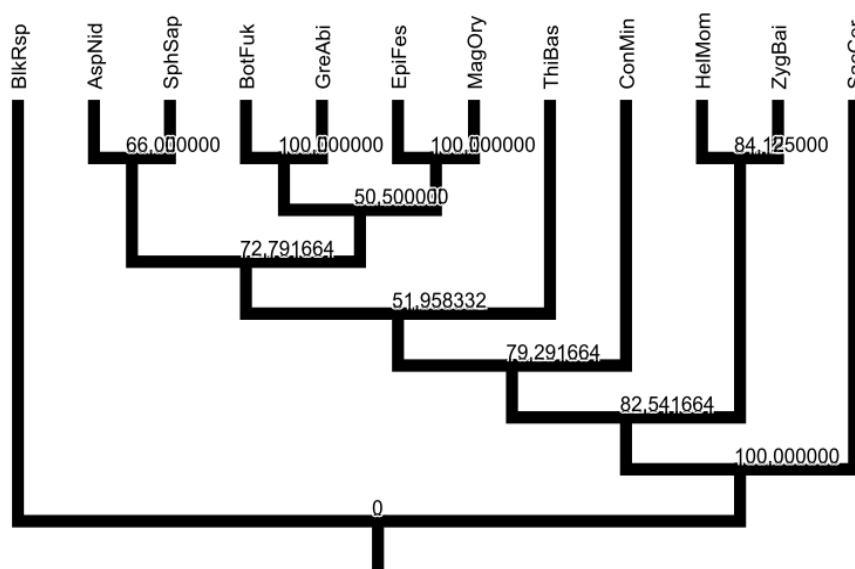 BlkRsp
AspNid
SphSap
BotFuk
GreAbi
EpiFes
MagOry
ThiBas
ConMin
HelMom
ZygBai
SacCer
66,000000
100,000000
100,000000
84,125000
50,500000
72,791664
51,958332
79,291664
82,541664
100,000000
0